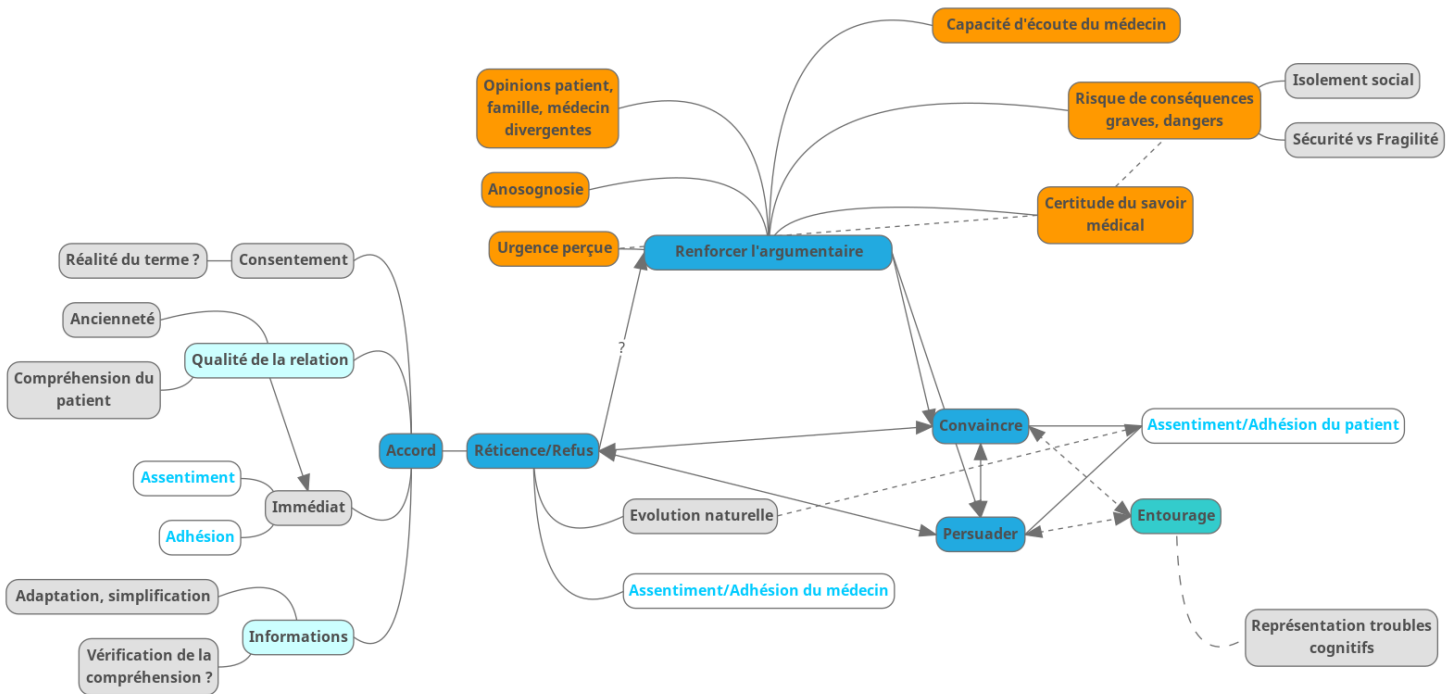 Capacité d'écoute du médecin
Opinions patient,
famille, médecin
divergentes
Risque de conséquences
graves, dangers
Isolement social
Sécurité vs Fragilité
Anosognosie
Certitude du savoir
médical
Urgence perçue
Renforcer l'argumentaire
Réalité du terme ?
Consentement
Ancienneté
Qualité de la relation
Compréhension du
patient
?
Accord
Réticence/Refus
Convaincre
Assentiment/Adhésion du patient
Assentiment
Immédiat
Adhésion
Evolution naturelle
Persuader
Entourage
Assentiment/Adhésion du médecin
Adaptation, simplification
Informations
Vérification de la
compréhension ?
Représentation troubles
cognitifs